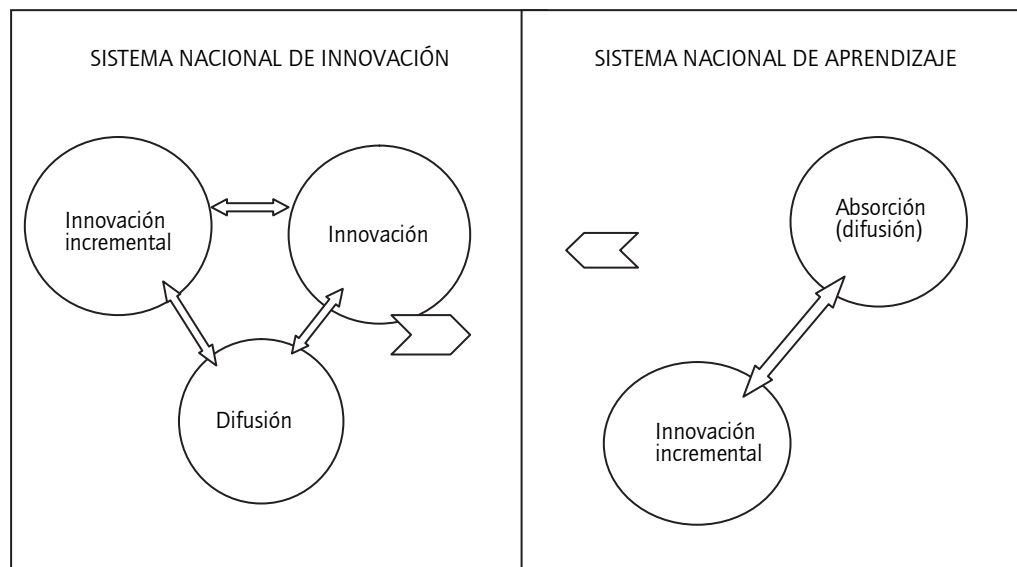 SISTEMA NACIONAL DE INNOVACIÓN
Innovación
incremental
Innovación
Difusión
SISTEMA NACIONAL DE APRENDIZAJE
Absorción
(difusión)
Innovación
incremental